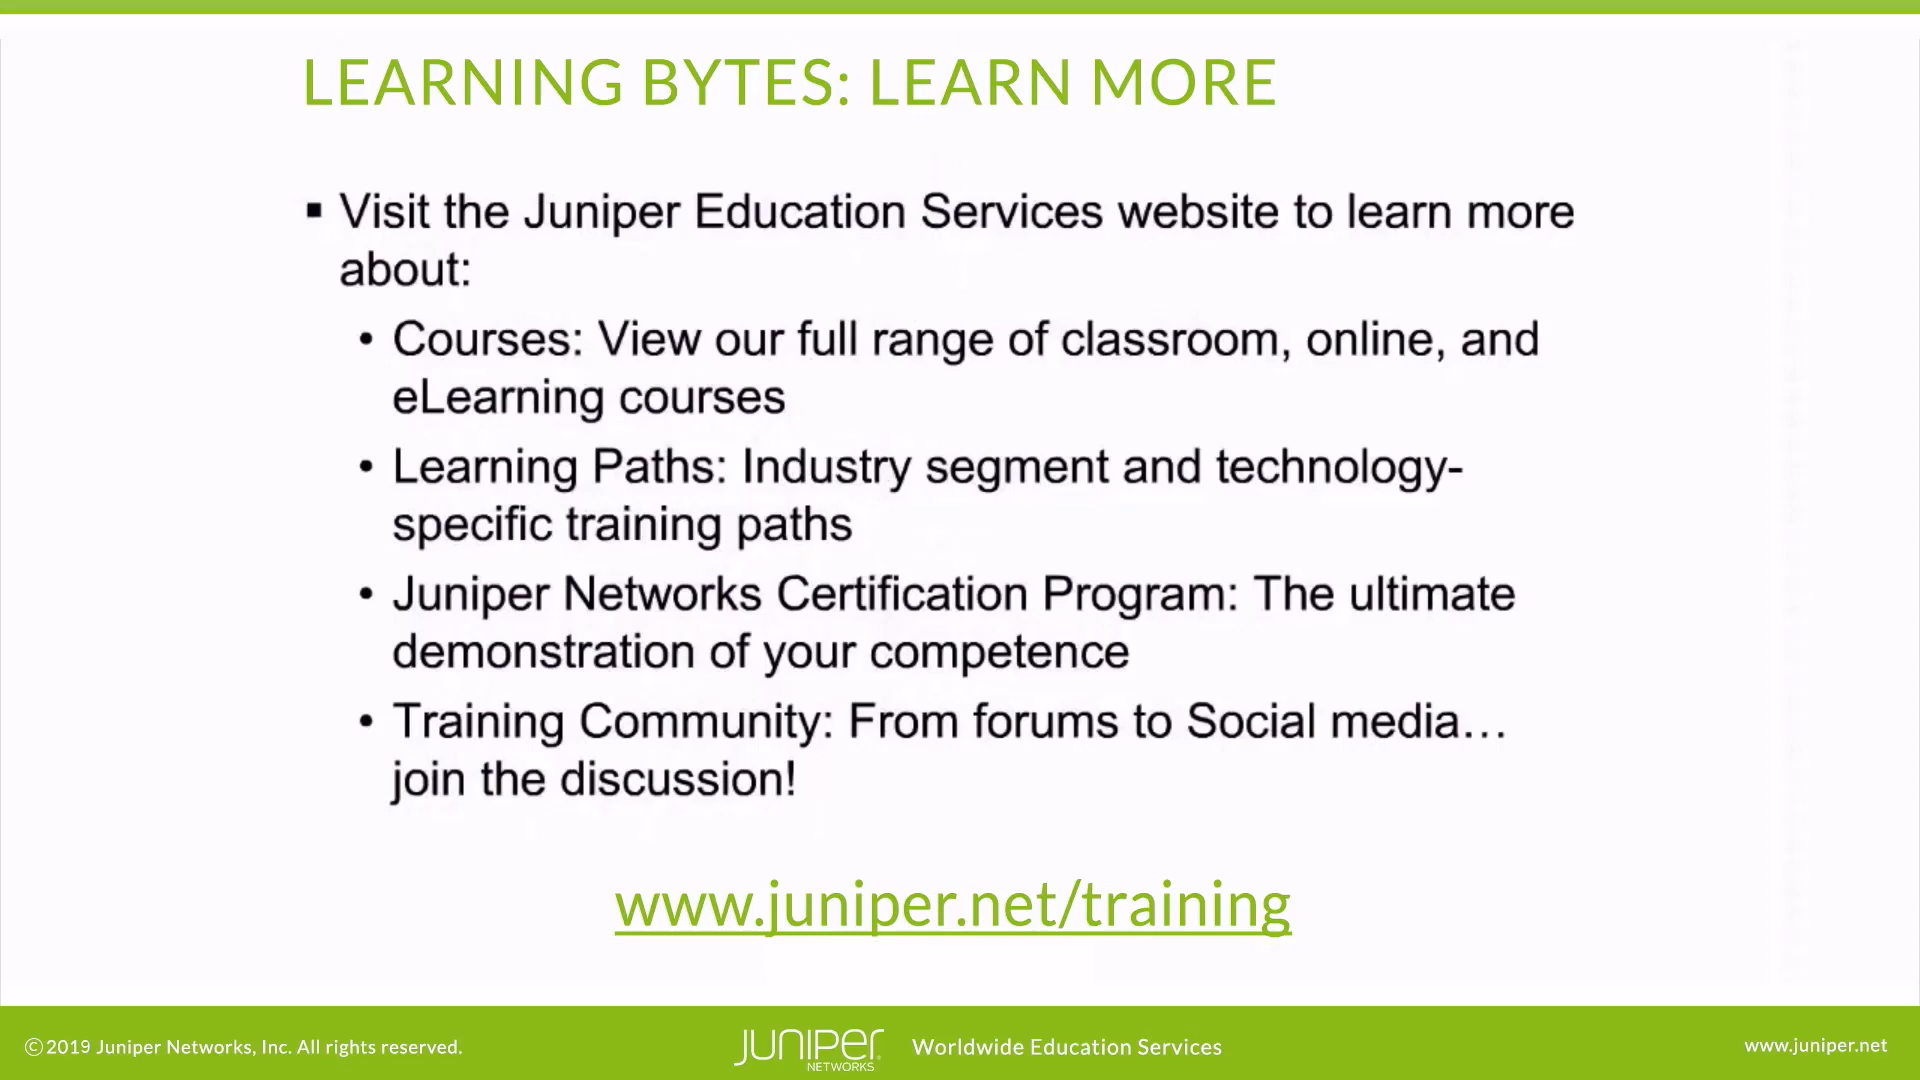 LEARNING BYTES: LEARN MORE
▪ Visit the Juniper Education Services website to learn more
about:
• Courses: View our full range of classroom, online, and
eLearning courses
• Learning Paths: Industry segment and technology-
specific training paths
• Juniper Networks Certification Program: The ultimate
demonstration of your competence
• Training Community: From forums to Social media…
join the discussion!
www.juniper.net/training
©2019 Juniper Networks, Inc. All rights reserved.
JUNIPER
NETWORKS
Worldwide Education Services
www.juniper.net